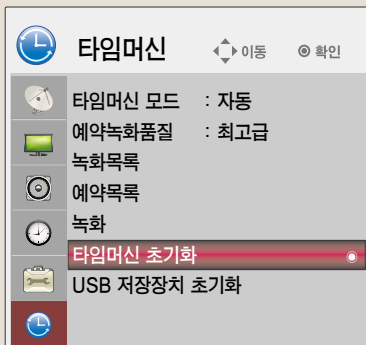 타임머신 이동 확인
타임머신 모드 : 자동
예약녹화품질 : 최고급
녹화목록
예약목록
녹화
타임머신 초기화
USB 저장장치 초기화